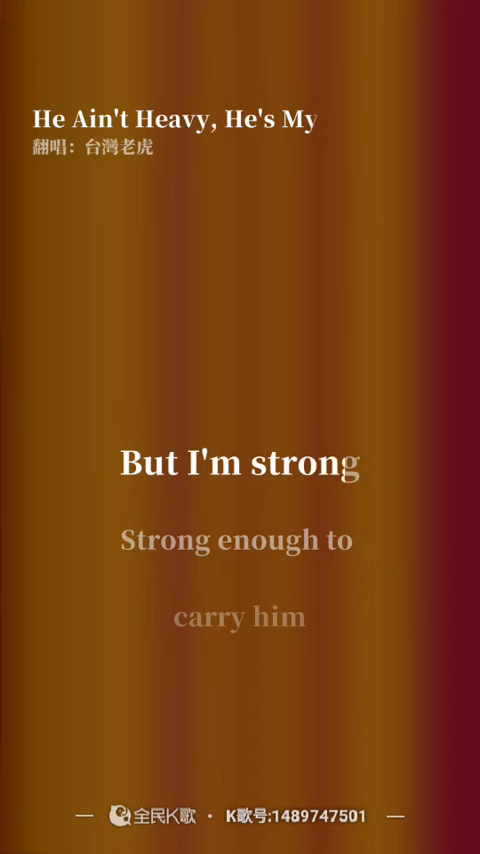 He Ain't Heavy, He's My
翻唱：台灣老虎
But I'm strong
Strong enough to
carry him
— 全民K歌 · K歌号:1489747501 —